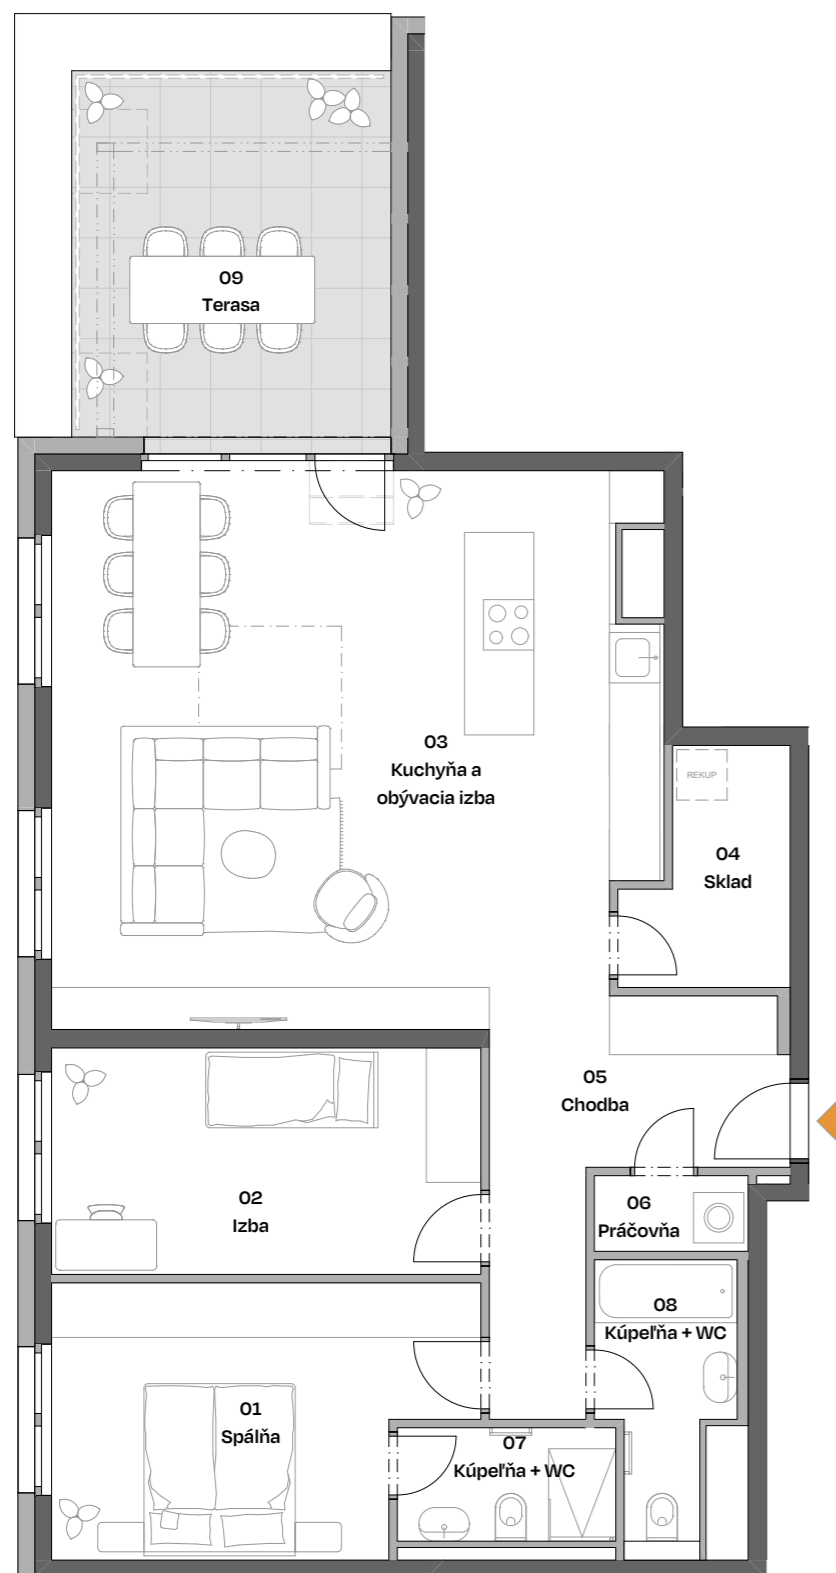 09
Terasa
03
Kuchyňa a
obývacia izba
REKUP
04
Sklad
05
Chodba
02
Izba
06
Práčovňa
08
Kúpeľňa + WC
01
Spálňa
07
Kúpeľňa + WC